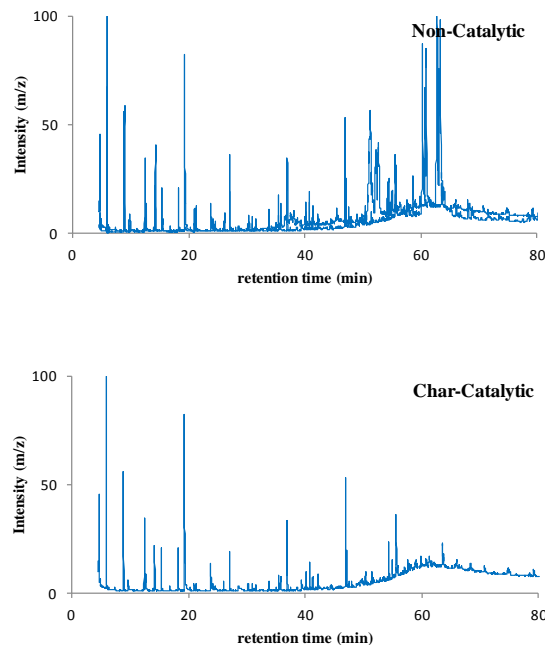 100
Non-Catalytic
Intensity (m/z)
50
0
0 20 40 60 80
retention time (min)
100
Char-Catalytic
Intensity (m/z)
50
0
0 20 40 60 80
retention time (min)